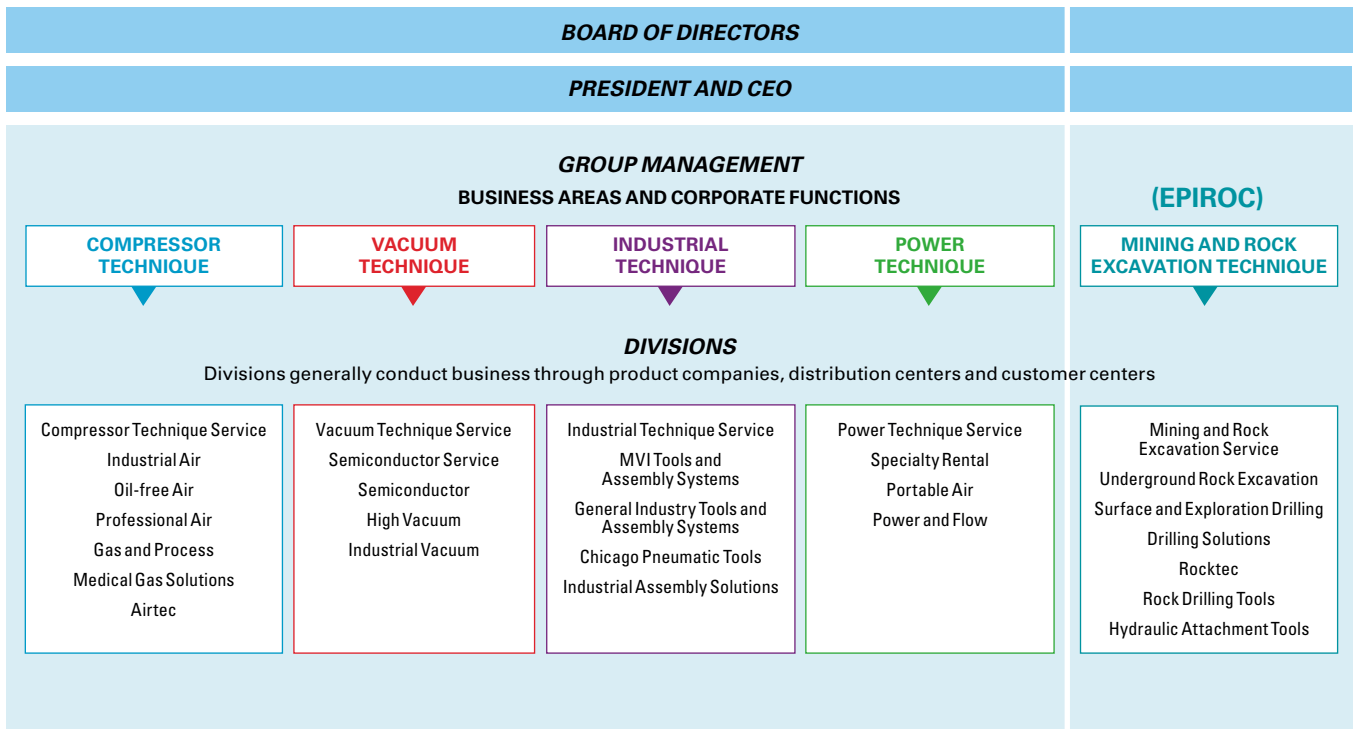 BOARD OF DIRECTORS
PRESIDENT AND CEO
GROUP MANAGEMENT
BUSINESS AREAS AND CORPORATE FUNCTIONS
(EPIROC)
COMPRESSOR
TECHNIQUE
VACUUM
TECHNIQUE
INDUSTRIAL
TECHNIQUE
POWER
TECHNIQUE
MINING AND ROCK
EXCAVATION TECHNIQUE
DIVISIONS
Divisions generally conduct business through product companies, distribution centers and customer centers
Compressor Technique Service
Industrial Air
Oil-free Air
Professional Air
Gas and Process
Medical Gas Solutions
Airtec
Vacuum Technique Service
Semiconductor Service
Semiconductor
High Vacuum
Industrial Vacuum
Industrial Technique Service
MVI Tools and
Assembly Systems
General Industry Tools and
Assembly Systems
Chicago Pneumatic Tools
Industrial Assembly Solutions
Power Technique Service
Specialty Rental
Portable Air
Power and Flow
Mining and Rock
Excavation Service
Underground Rock Excavation
Surface and Exploration Drilling
Drilling Solutions
Rocktec
Rock Drilling Tools
Hydraulic Attachment Tools